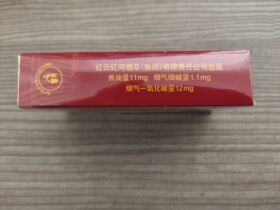 红云红河烟草(集团)有限责任公司出品
焦油量11mg 烟气烟碱量1.1mg
烟气一氧化碳量12mg